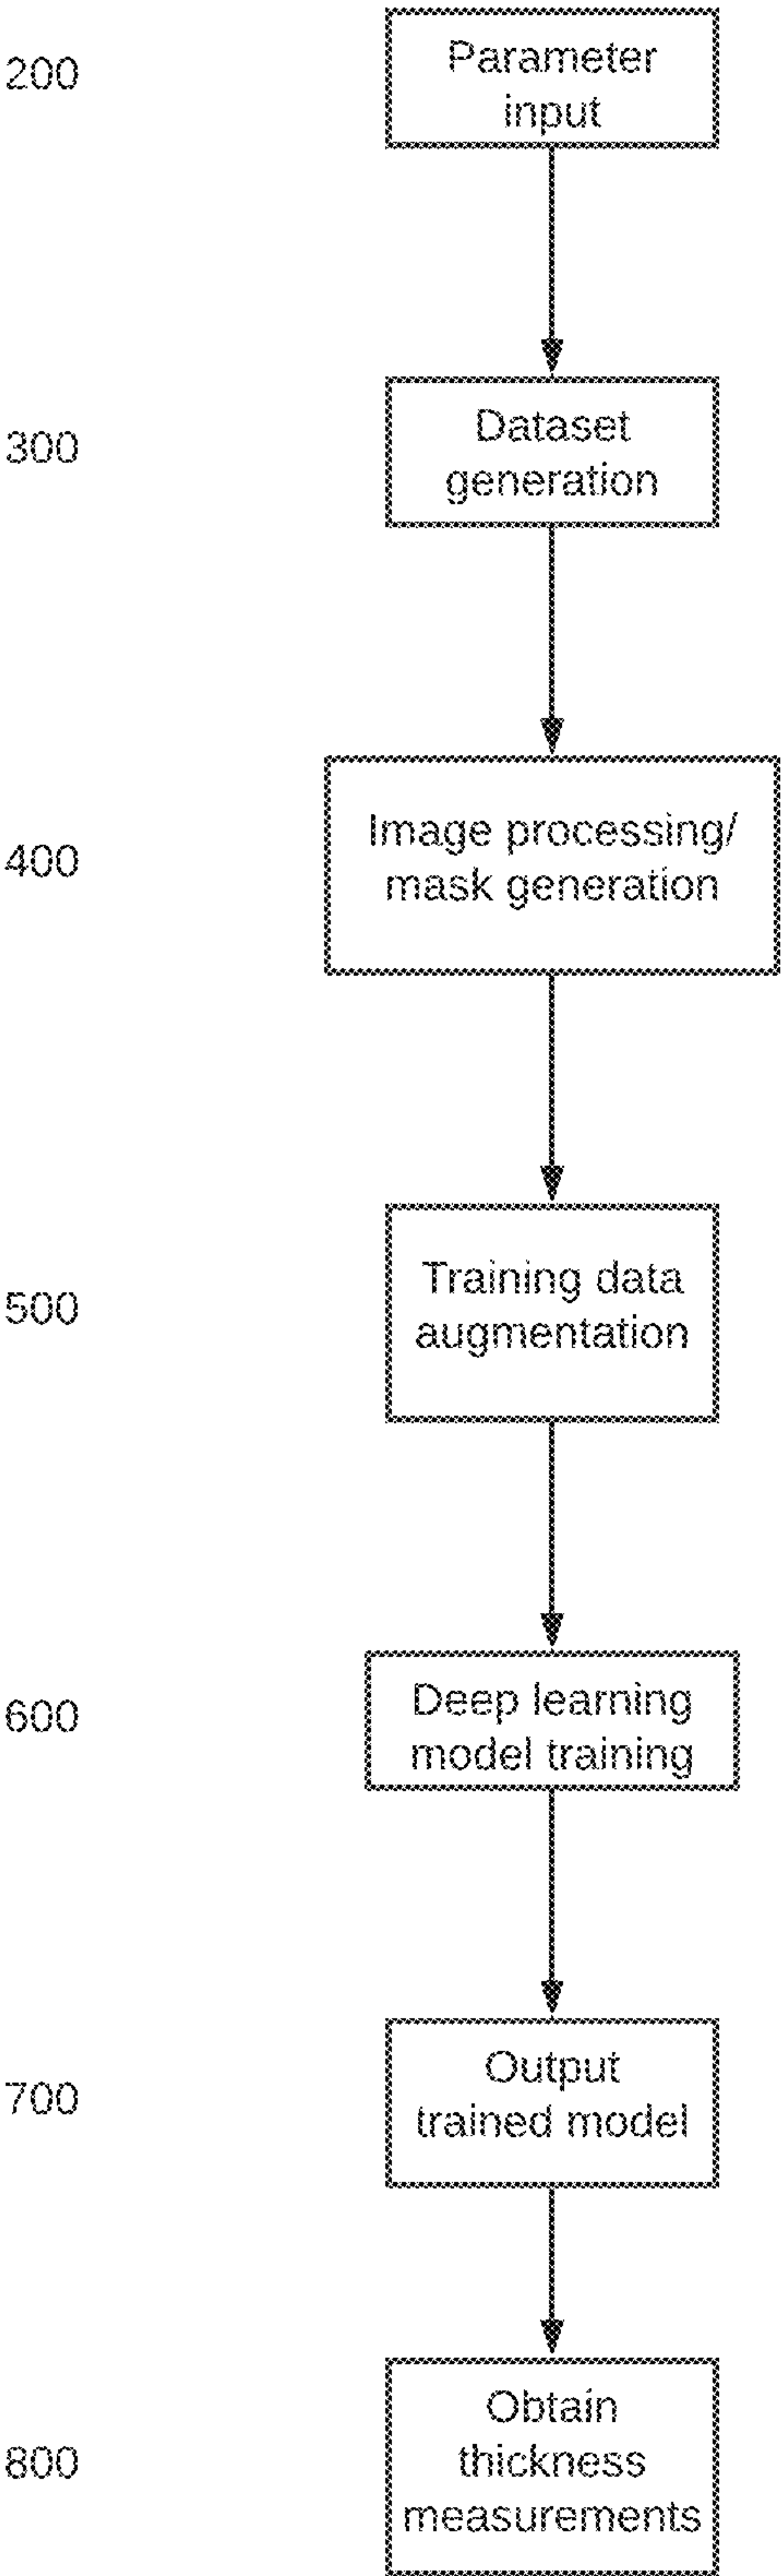 200
Parameter
input
300
Dataset
generation
400
Image processing/
mask generation
500
Training data
augmentation
600
Deep learning
model training
700
Output
trained model
800
Obtain
thickness
measurements